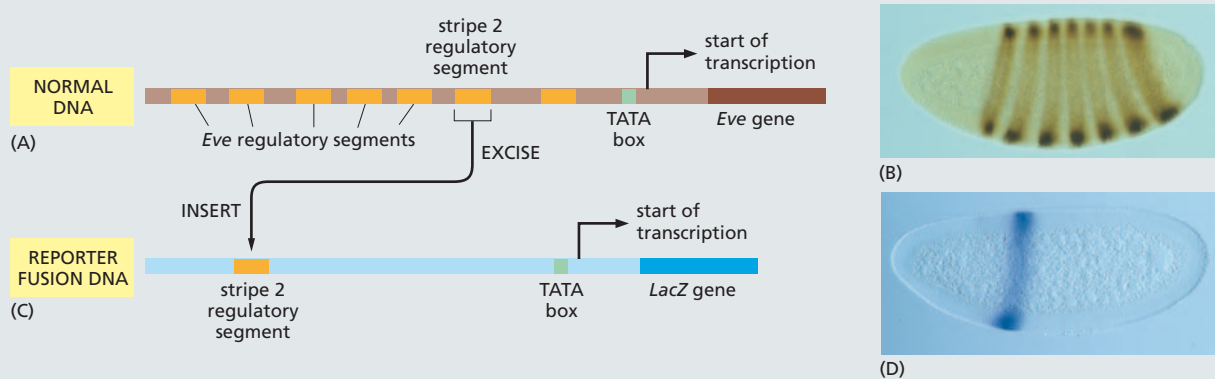 NORMAL
DNA
(A)
stripe 2
regulatory
segment
start of
transcription
Eve regulatory segments
TATA
box
Eve gene
EXCISE
INSERT
REPORTER
FUSION DNA
(C)
start of
transcription
stripe 2
regulatory
segment
TATA
box
LacZ gene
(B)
(D)